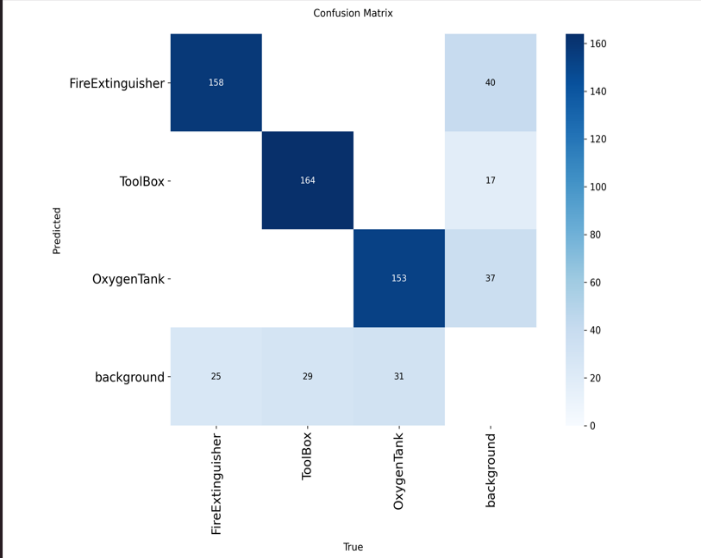 Confusion Matrix
FireExtinguisher
158
40
ToolBox
164
17
OxygenTank
153
37
background
25
29
31
Predicted
FireExtinguisher
ToolBox
OxygenTank
background
True
160
140
120
100
80
60
40
20
0